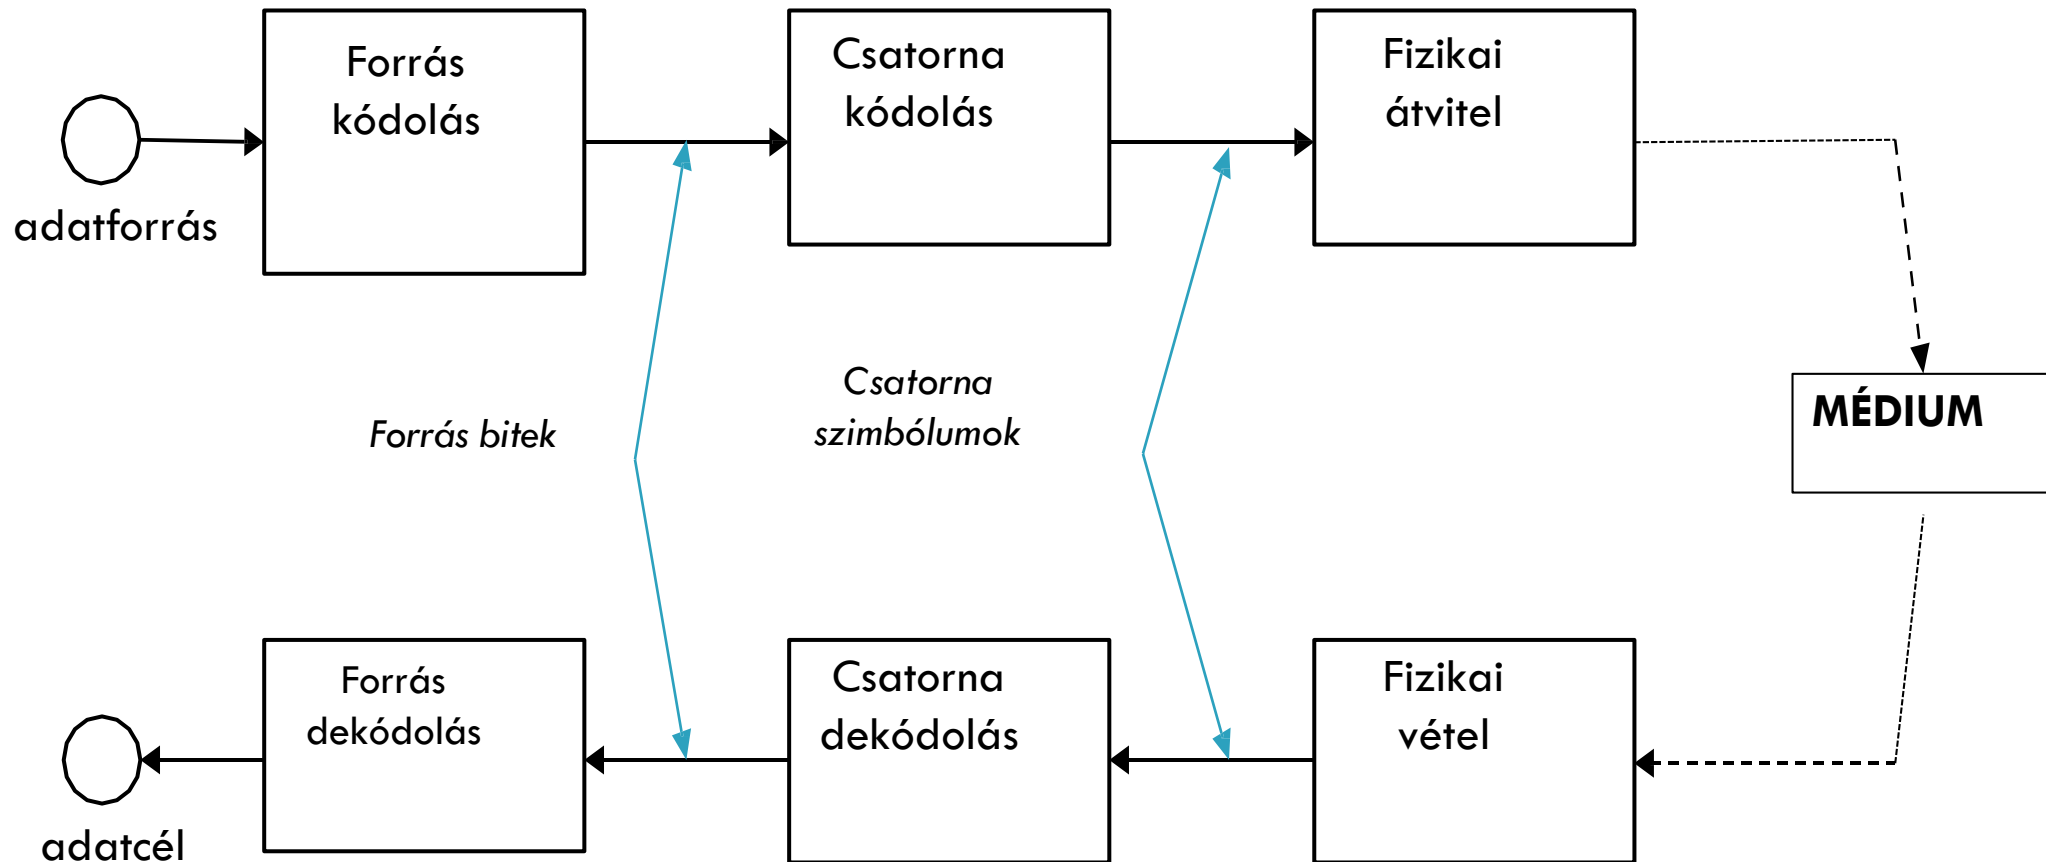 Forrás
kódolás
Csatorna
kódolás
Fizikai
átvitel
adatforrás
Forrás bitek
Csatorna
szimbólumok
MÉDIUM
Forrás
dekódolás
Csatorna
dekódolás
Fizikai
vétel
adatcél